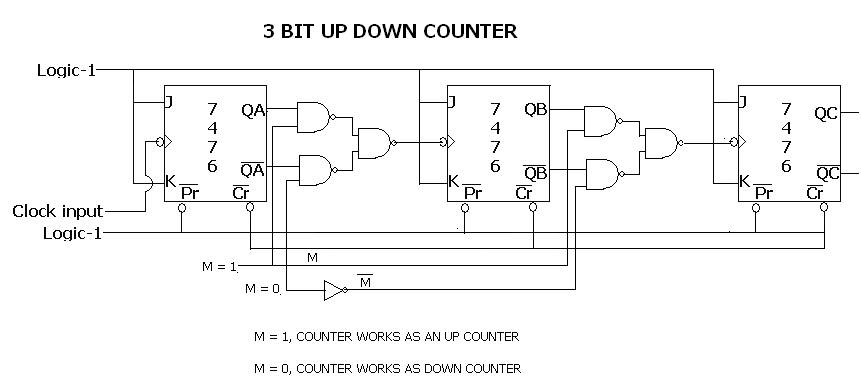 3 BIT UP DOWN COUNTER
Logic-1
J QA
7
4
7
6
QA
K
Pr Cr
J QB
7
4
7
6
QB
K
Pr Cr
J QC
7
4
7
6
QC
K
Pr Cr
Clock input
Logic-1
M = 1 M
M = 0 M
M = 1, COUNTER WORKS AS AN UP COUNTER
M = 0, COUNTER WORKS AS DOWN COUNTER